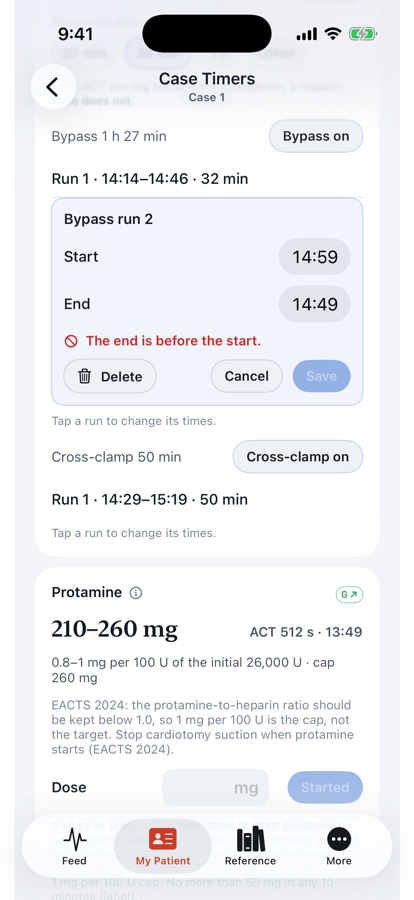 9:41
Case Timers
Case 1
Bypass 1 h 27 min
Bypass on
Run 1 · 14:14–14:46 · 32 min
Bypass run 2
Start
14:59
End
14:49
The end is before the start.
Delete
Cancel
Save
Tap a run to change its times.
Cross-clamp 50 min
Cross-clamp on
Run 1 · 14:29–15:19 · 50 min
Tap a run to change its times.
Protamine
G
210–260 mg
ACT 512 s · 13:49
0.8–1 mg per 100 U of the initial 26,000 U · cap
260 mg
EACTS 2024: the protamine-to-heparin ratio should
be kept below 1.0, so 1 mg per 100 U is the cap, not
the target. Stop cardiotomy suction when protamine
starts (EACTS 2024).
Dose
mg
Started
Feed
My Patient
Reference
More
1 mg per 100 U cap. No more than 50 mg in any 10
minutes (label).